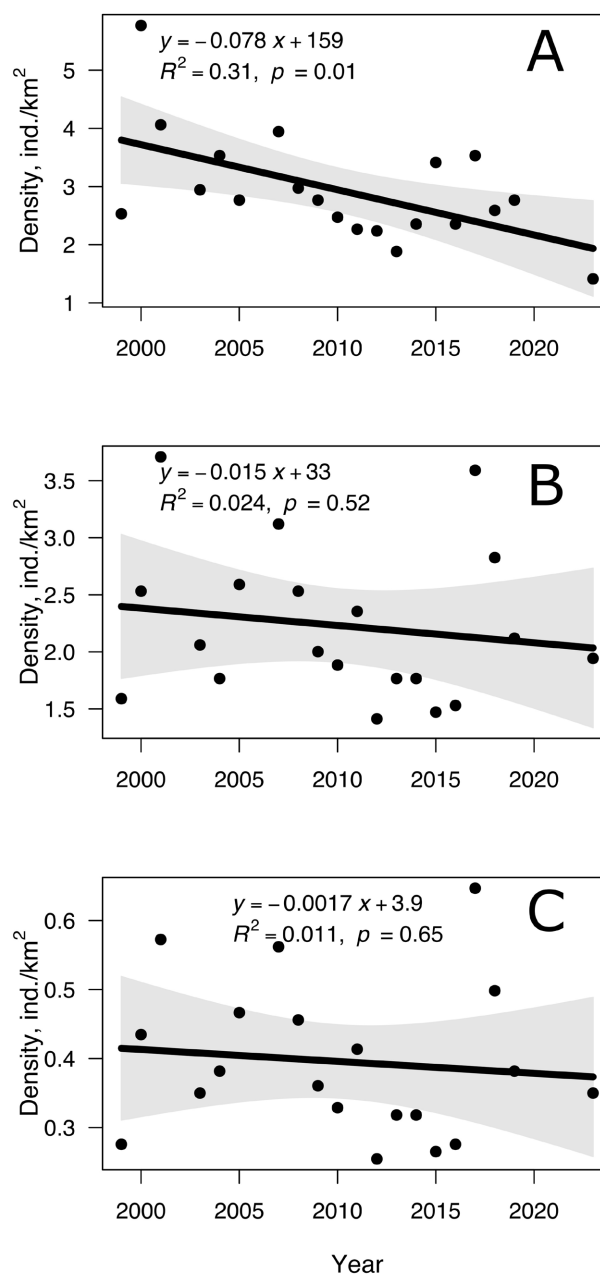 A
y = −0.078 x + 159
R² = 0.31, p = 0.01
Density, ind./km²
5
4
3
2
1
2000 2005 2010 2015 2020
B
y = −0.015 x + 33
R² = 0.024, p = 0.52
Density, ind./km²
3.5
3.0
2.5
2.0
1.5
2000 2005 2010 2015 2020
C
y = −0.0017 x + 3.9
R² = 0.011, p = 0.65
Density, ind./km²
0.6
0.5
0.4
0.3
2000 2005 2010 2015 2020
Year